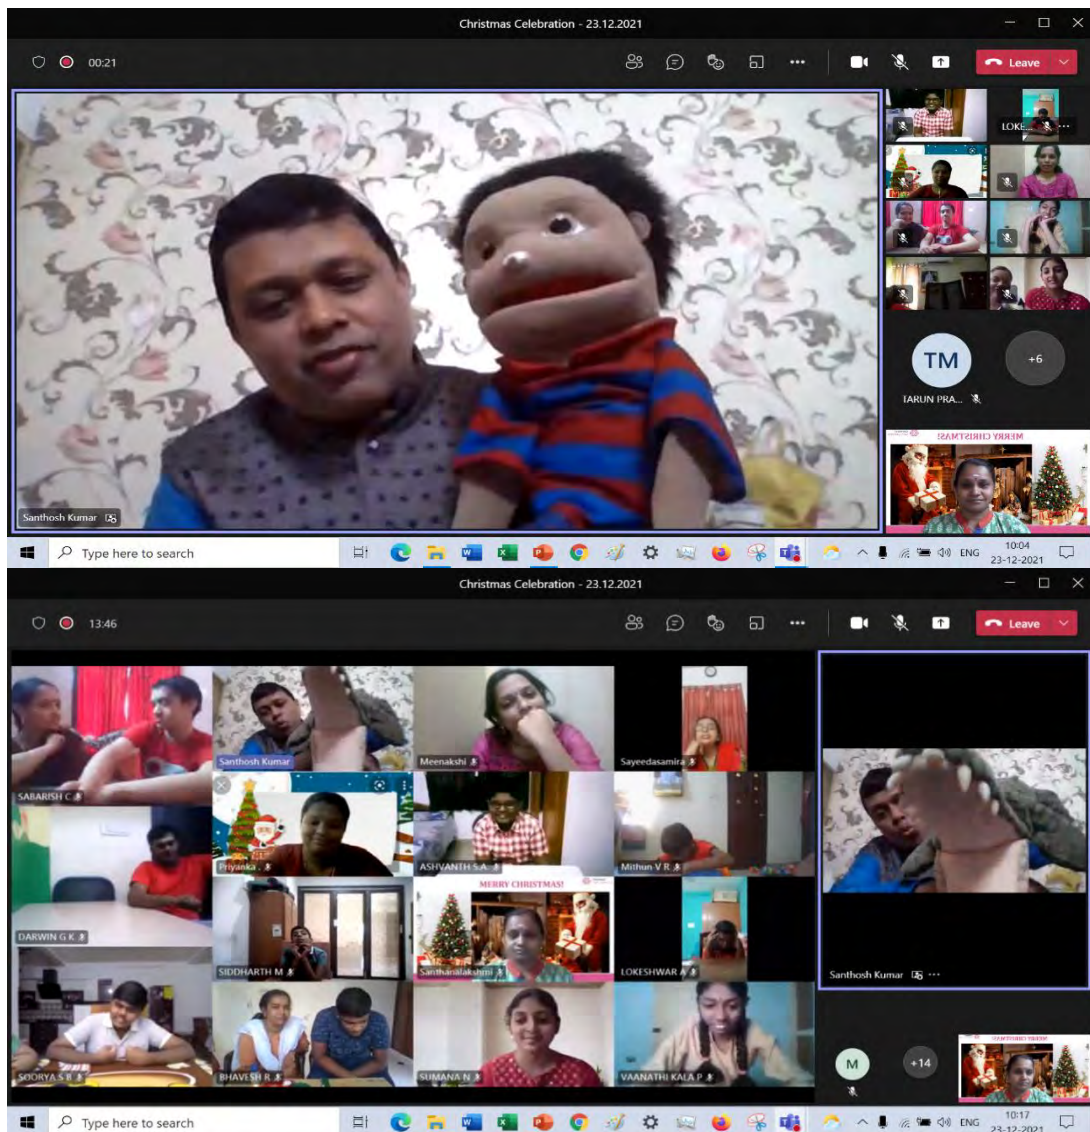 Christmas Celebration - 23.12.2021
00:21
Leave
LOKE...
TM
+6
TARUN PRA...
MERRY CHRISTMAS!
Santhosh Kumar
Type here to search
ENG
10:04
23-12-2021
Christmas Celebration - 23.12.2021
13:46
Leave
SABARISH C
Santhosh Kumar
Meenakshi
Sayeedasamira
Priyanka .
ASHVANTH S.A.
Mithun V R
MERRY CHRISTMAS!
DARWIN G K
SIDDHARTH M
Santhanalakshmi
LOKESHWAR A
Santhosh Kumar
SOORYA S B
BHAVESH R
SUMANA N
VAANATHI KALA P
M
+14
MERRY CHRISTMAS!
Type here to search
ENG
10:17
23-12-2021